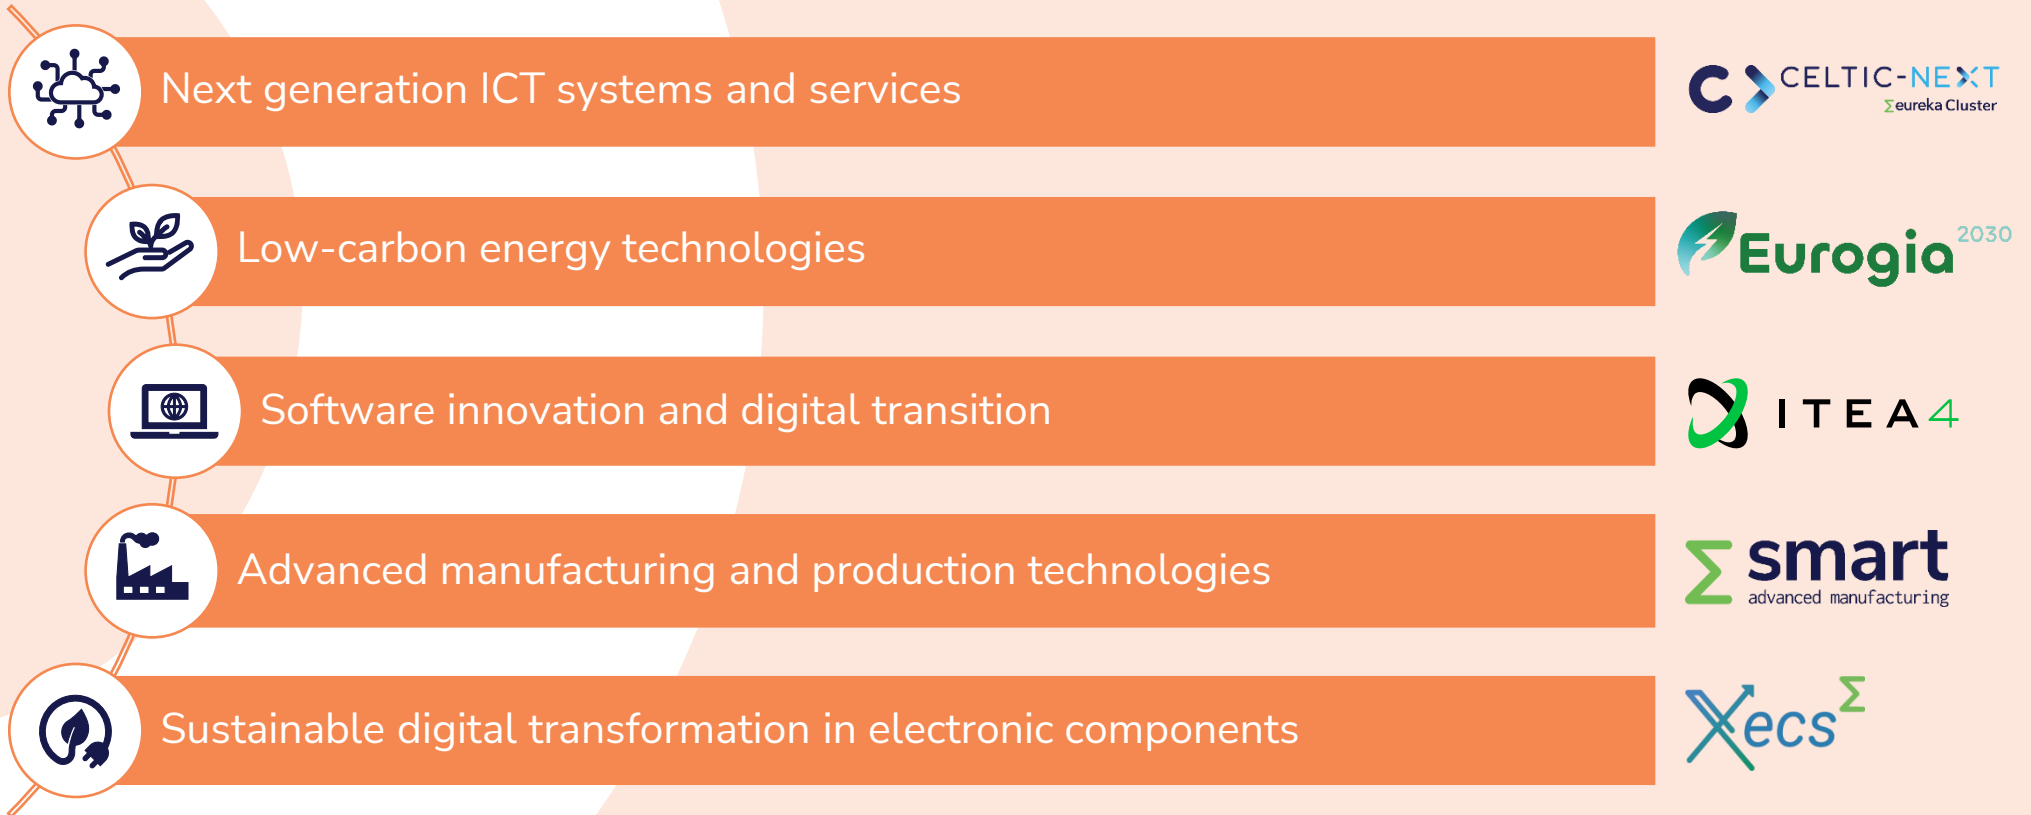 Next generation ICT systems and services
CELTIC-NEXT
Σeureka Cluster
Low-carbon energy technologies
Eurogia 2030
Software innovation and digital transition
ITEA4
Advanced manufacturing and production technologies
Σ smart
advanced manufacturing
Sustainable digital transformation in electronic components
Xecs Σ